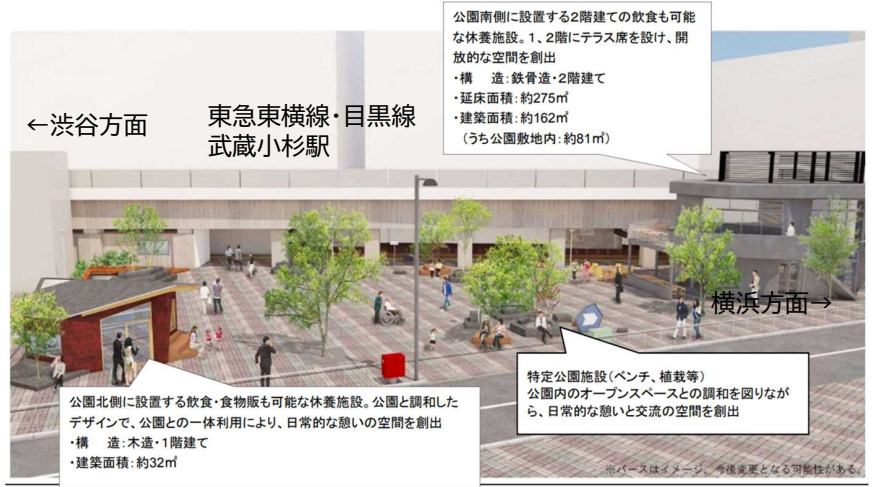 公園南側に設置する２階建ての飲食も可能
な休養施設。１、２階にテラス席を設け、開
放的な空間を創出
・構　　造：鉄骨造・２階建て
・延床面積：約275㎡
・建築面積：約162㎡
（うち公園敷地内：約81㎡）
←渋谷方面
東急東横線・目黒線
武蔵小杉駅
横浜方面→
特定公園施設（ベンチ、植栽等）
公園内のオープンスペースとの調和を図りなが
ら、日常的な憩いと交流の空間を創出
公園北側に設置する飲食・食物販も可能な休養施設。公園と調和した
デザインで、公園との一体利用により、日常的な憩いの空間を創出
・構　　造：木造・１階建て
・建築面積：約32㎡
※パースはイメージ。今後変更となる可能性がある。